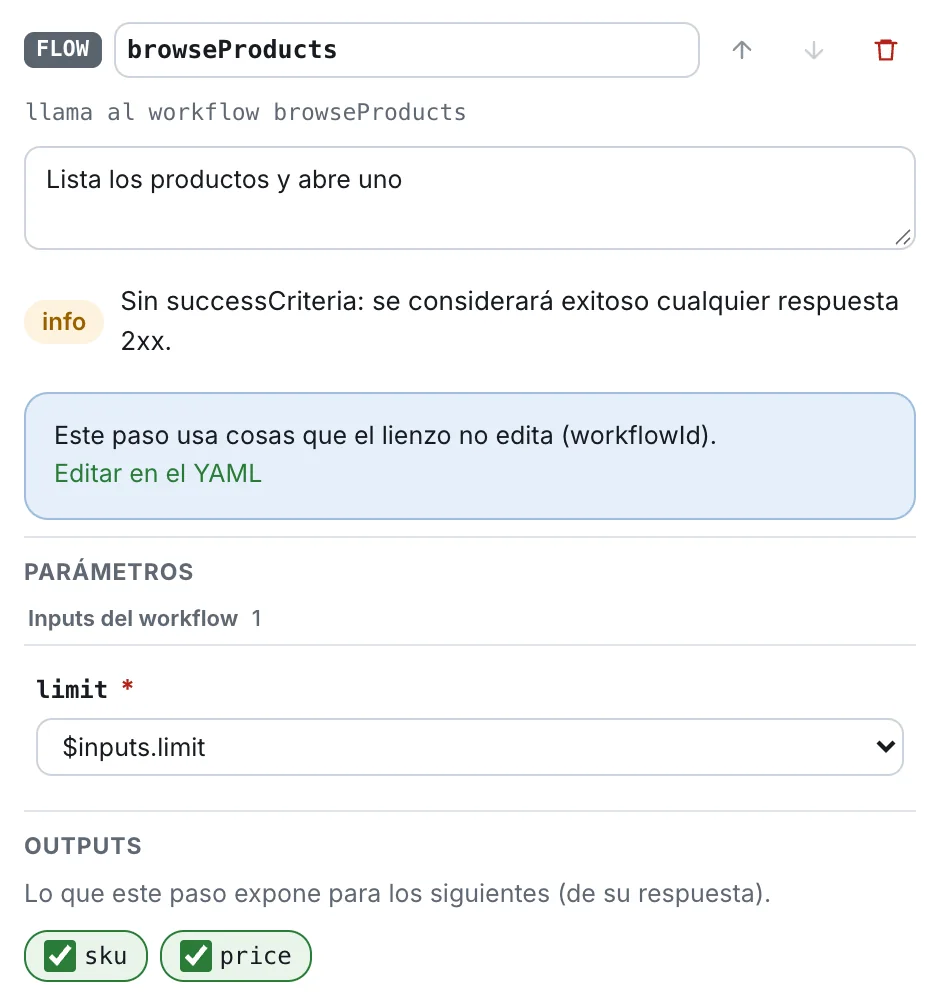 FLOW browseProducts
llama al workflow browseProducts
Lista los productos y abre uno
info Sin successCriteria: se considerará exitoso cualquier respuesta
2xx.
Este paso usa cosas que el lienzo no edita (workflowId).
Editar en el YAML
PARÁMETROS
Inputs del workflow 1
limit *
$inputs.limit
OUTPUTS
Lo que este paso expone para los siguientes (de su respuesta).
sku price